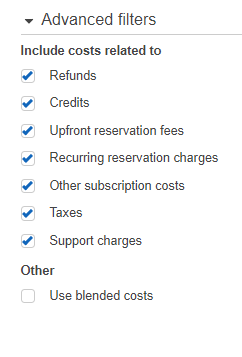 Advanced filters
Include costs related to
Refunds
Credits
Upfront reservation fees
Recurring reservation charges
Other subscription costs
Taxes
Support charges
Other
Use blended costs